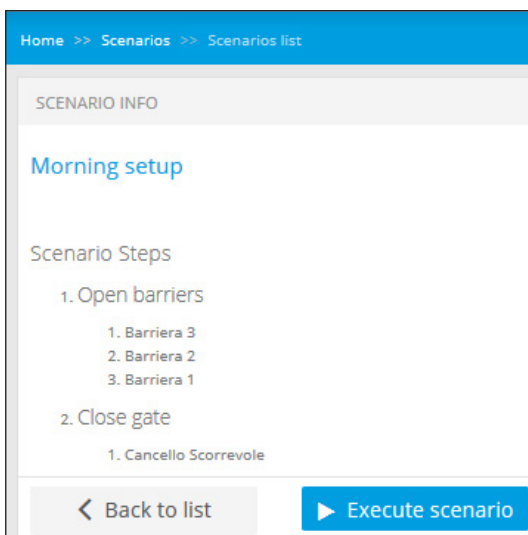 Home >> Scenarios >> Scenarios list
SCENARIO INFO
Morning setup
Scenario Steps
1. Open barriers
1. Barriera 3
2. Barriera 2
3. Barriera 1
2. Close gate
1. Cancello Scorrevole
Back to list
Execute scenario